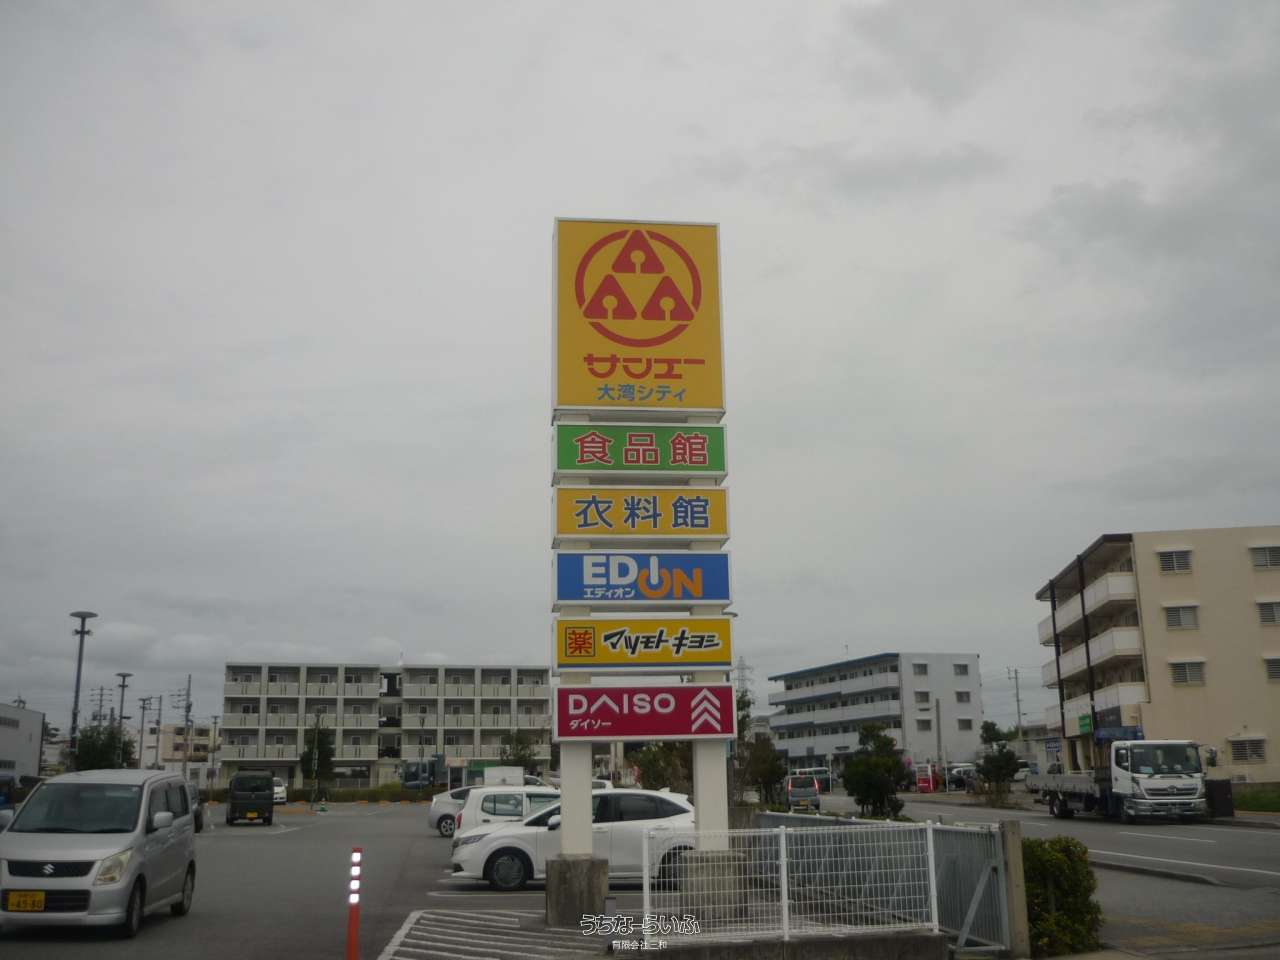 サンエー
大湾シティ
食品館
衣料館
EDION
エディオン
薬 マツモトキヨシ
DAISO
ダイソー
45-80
うちなーらいふ
有限会社三和